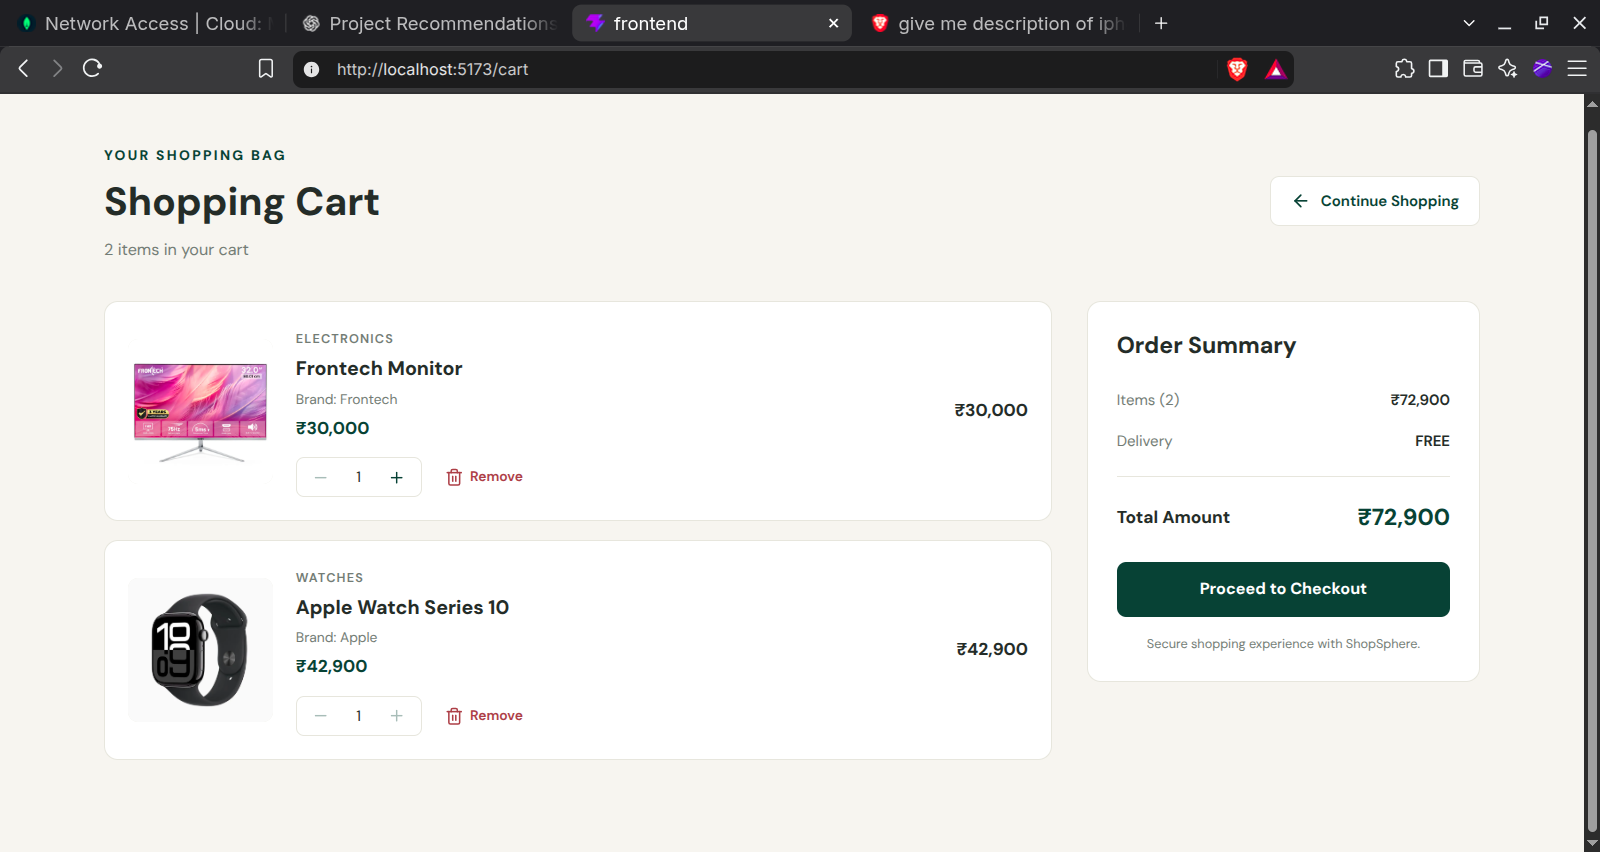 Network Access | Cloud:
Project Recommendations
frontend
give me description of iph
http://localhost:5173/cart
YOUR SHOPPING BAG
Shopping Cart
2 items in your cart
Continue Shopping
ELECTRONICS
Frontech Monitor
Brand: Frontech
₹30,000
₹30,000
1
Remove
WATCHES
Apple Watch Series 10
Brand: Apple
₹42,900
₹42,900
1
Remove
Order Summary
Items (2) ₹72,900
Delivery FREE
Total Amount ₹72,900
Proceed to Checkout
Secure shopping experience with ShopSphere.
FRONTECH
10
09